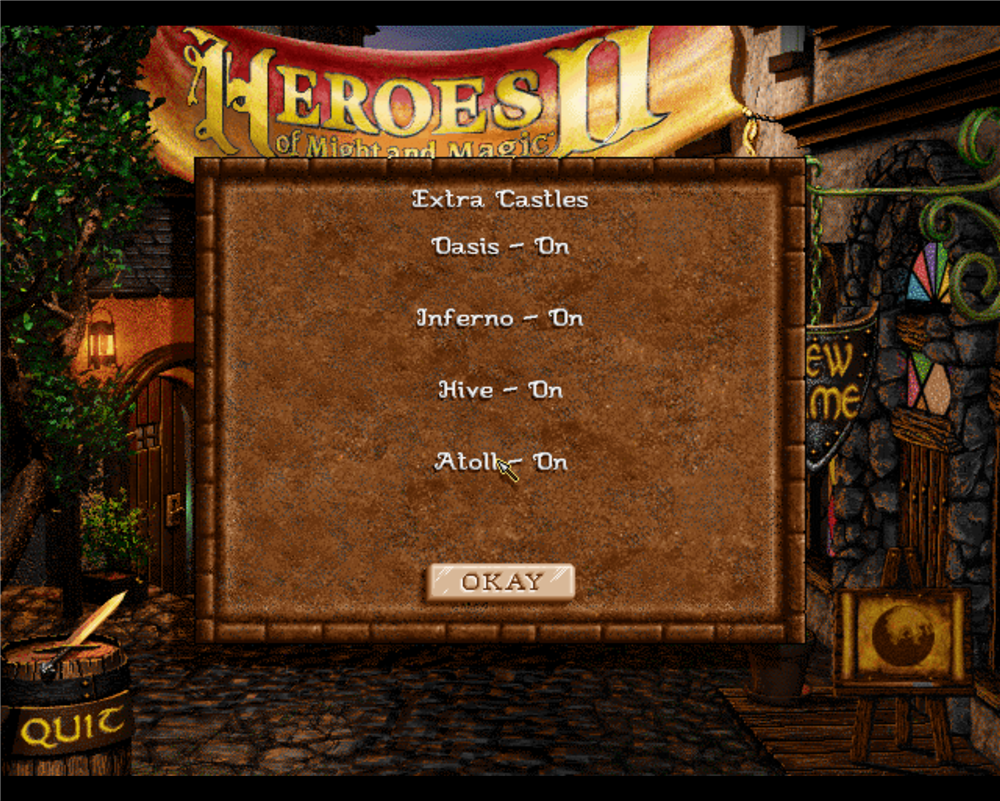 HEROES II
of Might and Magic
Extra Castles
Oasis - On
Inferno - On
Hive - On
Atoll - On
OKAY
QUIT